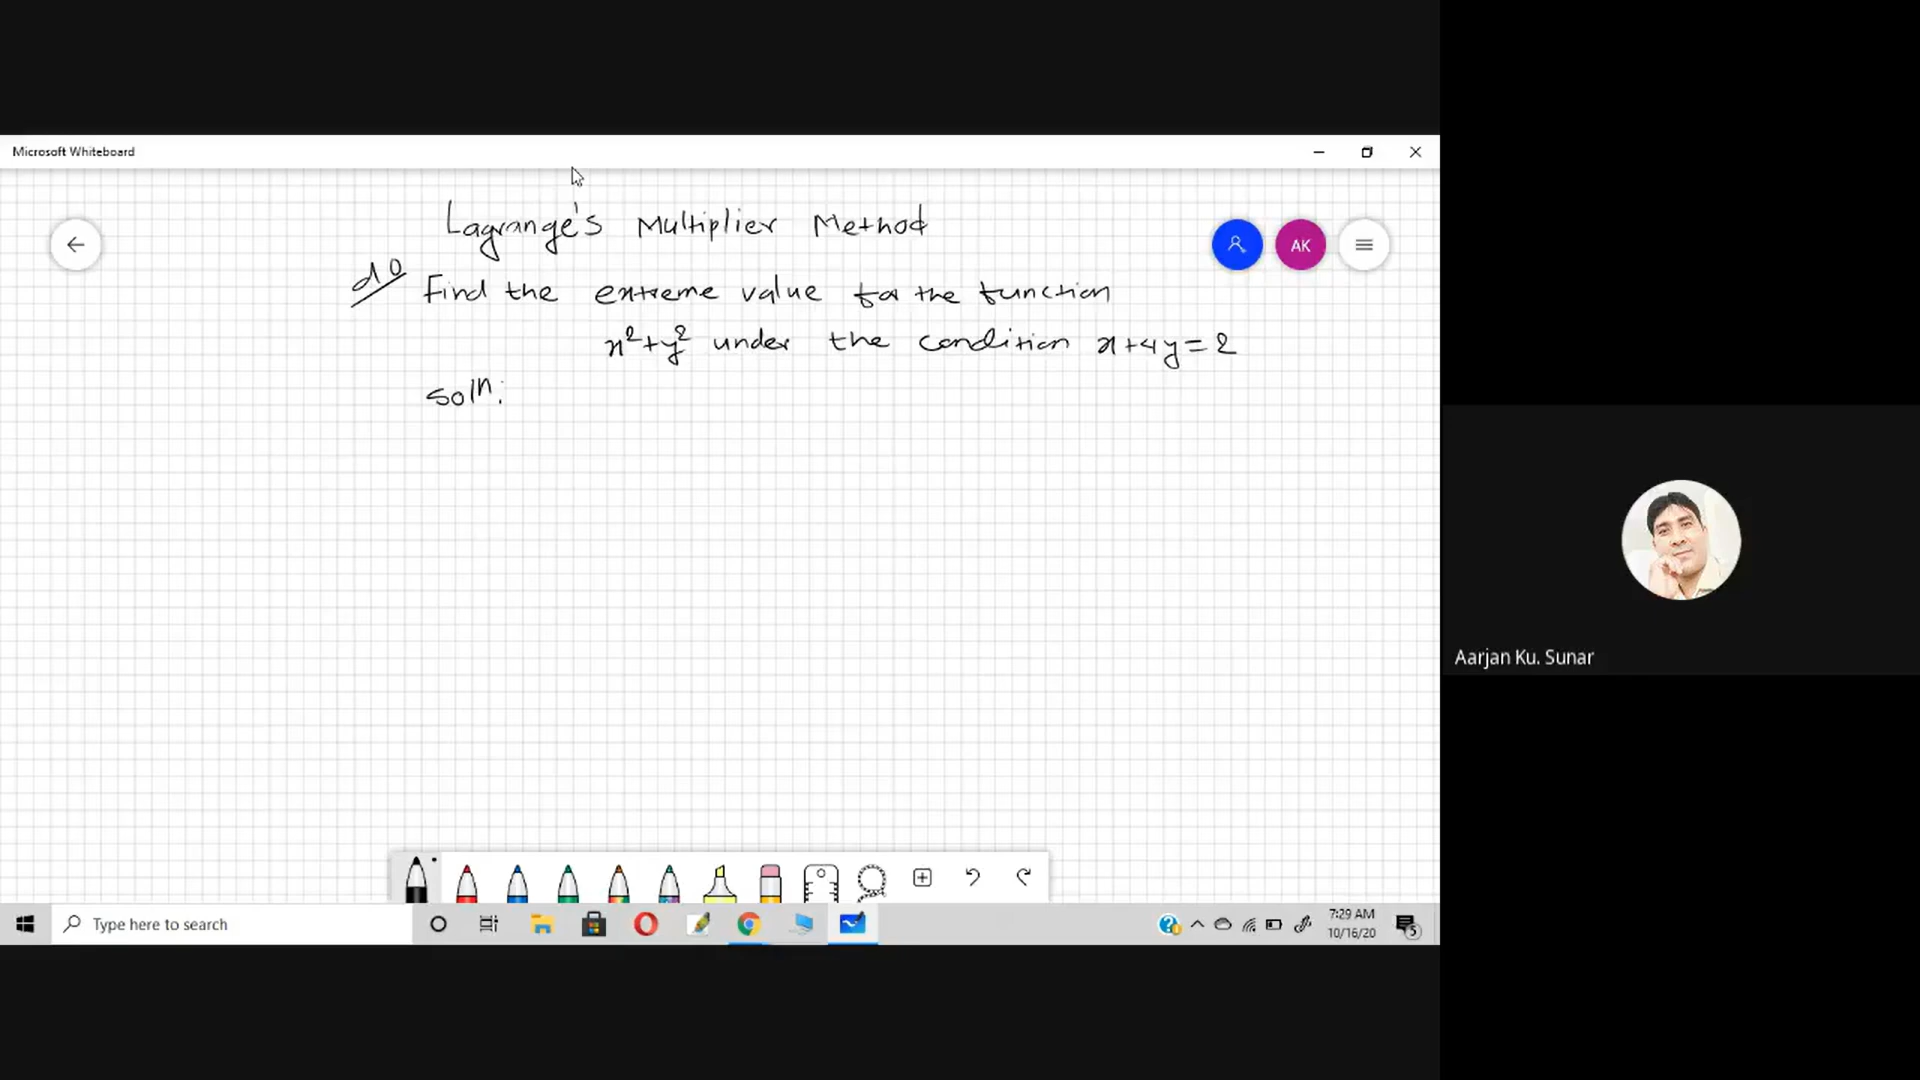 Microsoft Whiteboard
Lagrange's Multiplier Method
Find the extreme value for the function
x²+y² under the condition x+4y=2
Solⁿ:
AK
Aarjan Ku. Sunar
Type here to search
7:29 AM
10/16/20
5